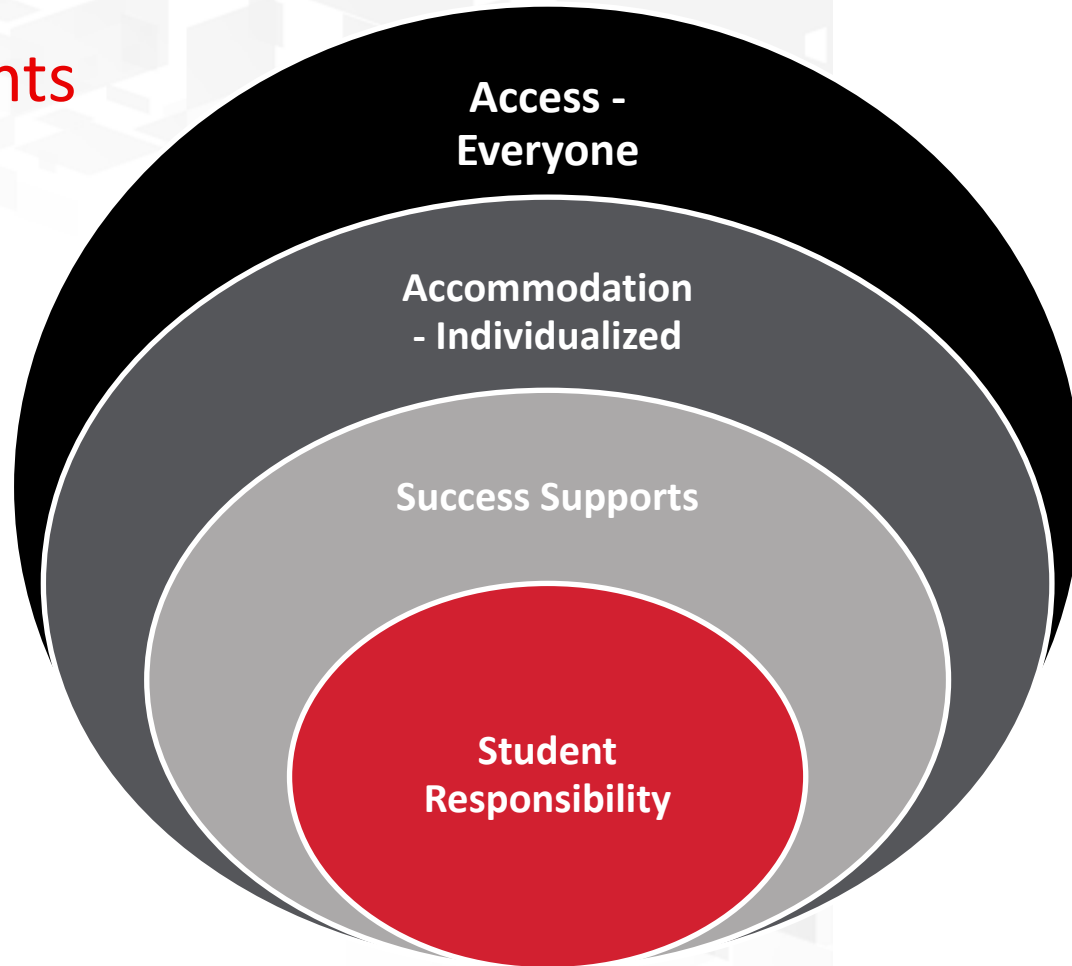 nts
Access -
Everyone
Accommodation
- Individualized
Success Supports
Student
Responsibility